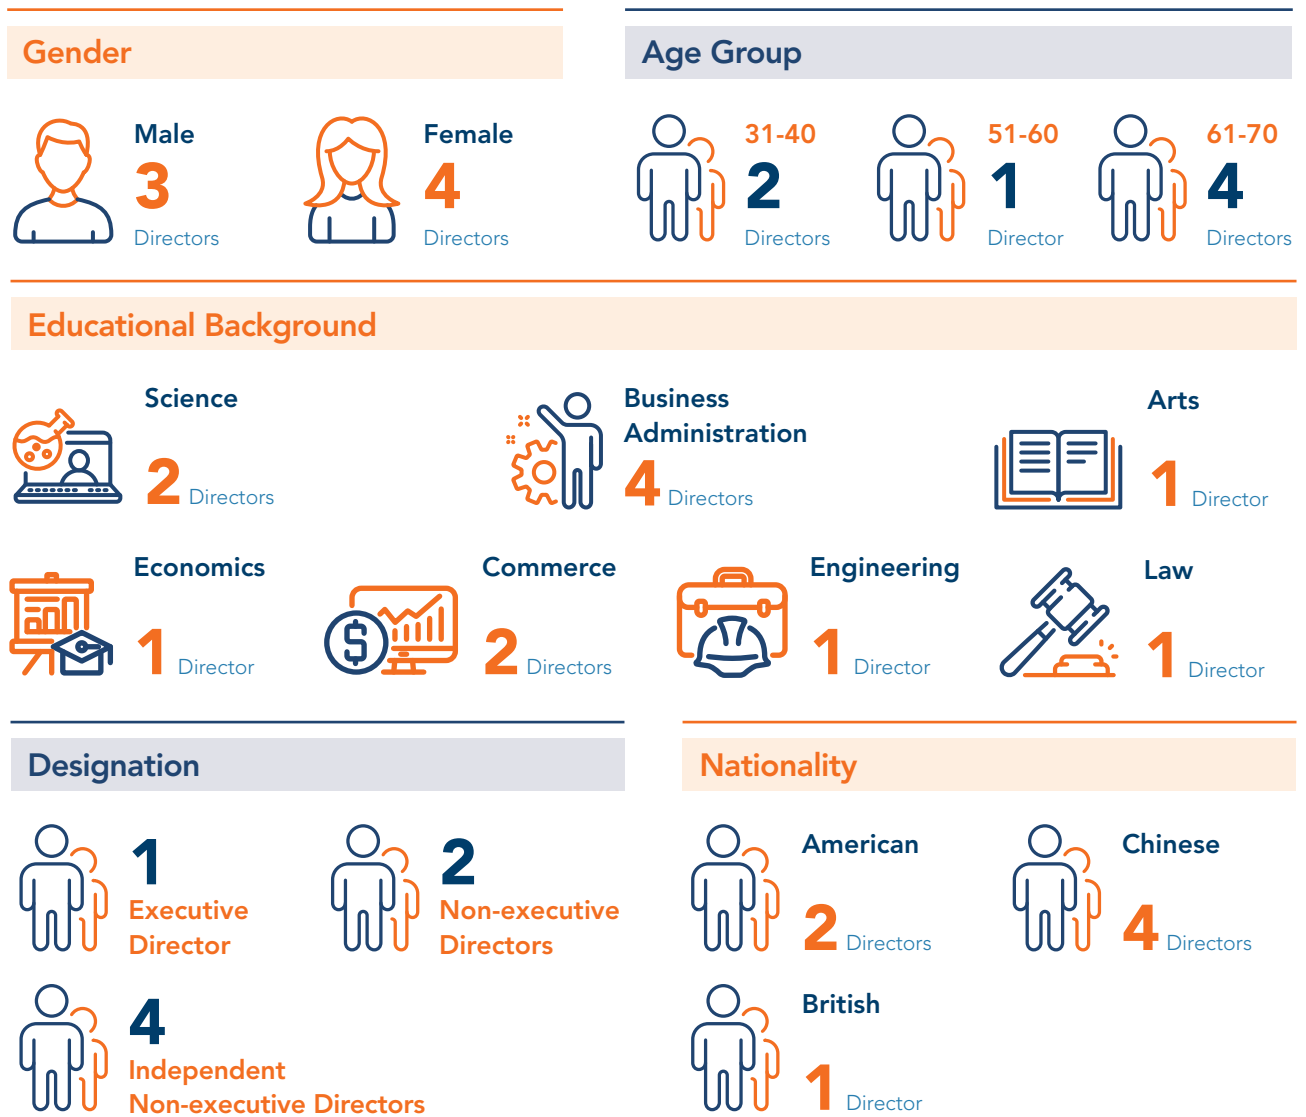 Gender
Male
3
Directors
Female
4
Directors
Age Group
31-40
2
Directors
51-60
1
Director
61-70
4
Directors
Educational Background
Science
2 Directors
Business
Administration
4 Directors
Arts
1 Director
Economics
1 Director
Commerce
2 Directors
Engineering
1 Director
Law
1 Director
Designation
1
Executive
Director
2
Non-executive
Directors
4
Independent
Non-executive Directors
Nationality
American
2 Directors
Chinese
4 Directors
British
1 Director